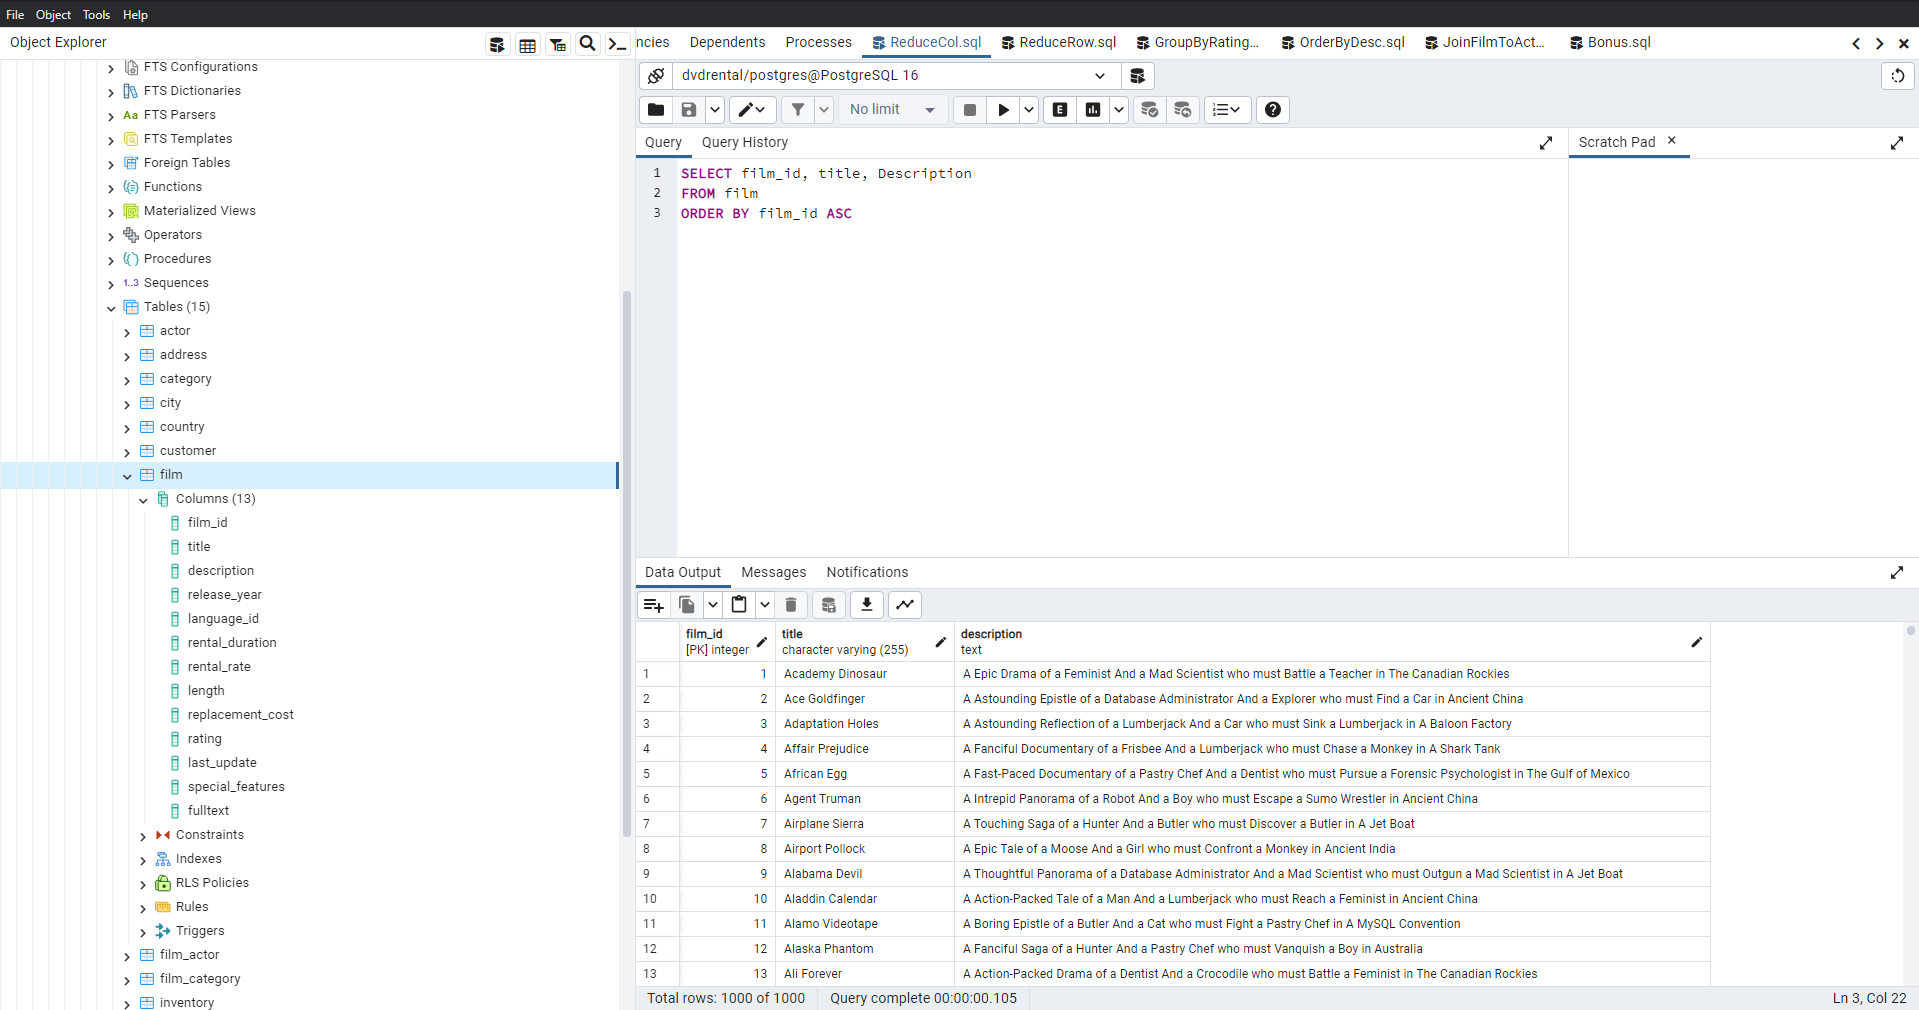 File Object Tools Help
Object Explorer
FTS Configurations
FTS Dictionaries
Aa FTS Parsers
FTS Templates
Foreign Tables
Functions
Materialized Views
Operators
Procedures
1..3 Sequences
Tables (15)
actor
address
category
city
country
customer
film
Columns (13)
film_id
title
description
release_year
language_id
rental_duration
rental_rate
length
replacement_cost
rating
last_update
special_features
fulltext
Constraints
Indexes
RLS Policies
Rules
Triggers
film_actor
film_category
inventory
ncies Dependents Processes ReduceCol.sql ReduceRow.sql GroupByRating... OrderByDesc.sql JoinFilmToAct... Bonus.sql
dvdrental/postgres@PostgreSQL 16
No limit E
Query Query History Scratch Pad
1 SELECT film_id, title, Description
2 FROM film
3 ORDER BY film_id ASC
Data Output Messages Notifications
film_id title description
[PK] integer character varying (255) text
1 1 Academy Dinosaur A Epic Drama of a Feminist And a Mad Scientist who must Battle a Teacher in The Canadian Rockies
2 2 Ace Goldfinger A Astounding Epistle of a Database Administrator And a Explorer who must Find a Car in Ancient China
3 3 Adaptation Holes A Astounding Reflection of a Lumberjack And a Car who must Sink a Lumberjack in A Baloon Factory
4 4 Affair Prejudice A Fanciful Documentary of a Frisbee And a Lumberjack who must Chase a Monkey in A Shark Tank
5 5 African Egg A Fast-Paced Documentary of a Pastry Chef And a Dentist who must Pursue a Forensic Psychologist in The Gulf of Mexico
6 6 Agent Truman A Intrepid Panorama of a Robot And a Boy who must Escape a Sumo Wrestler in Ancient China
7 7 Airplane Sierra A Touching Saga of a Hunter And a Butler who must Discover a Butler in A Jet Boat
8 8 Airport Pollock A Epic Tale of a Moose And a Girl who must Confront a Monkey in Ancient India
9 9 Alabama Devil A Thoughtful Panorama of a Database Administrator And a Mad Scientist who must Outgun a Mad Scientist in A Jet Boat
10 10 Aladdin Calendar A Action-Packed Tale of a Man And a Lumberjack who must Reach a Feminist in Ancient China
11 11 Alamo Videotape A Boring Epistle of a Butler And a Cat who must Fight a Pastry Chef in A MySQL Convention
12 12 Alaska Phantom A Fanciful Saga of a Hunter And a Pastry Chef who must Vanquish a Boy in Australia
13 13 Ali Forever A Action-Packed Drama of a Dentist And a Crocodile who must Battle a Feminist in The Canadian Rockies
Total rows: 1000 of 1000 Query complete 00:00:00.105 Ln 3, Col 22